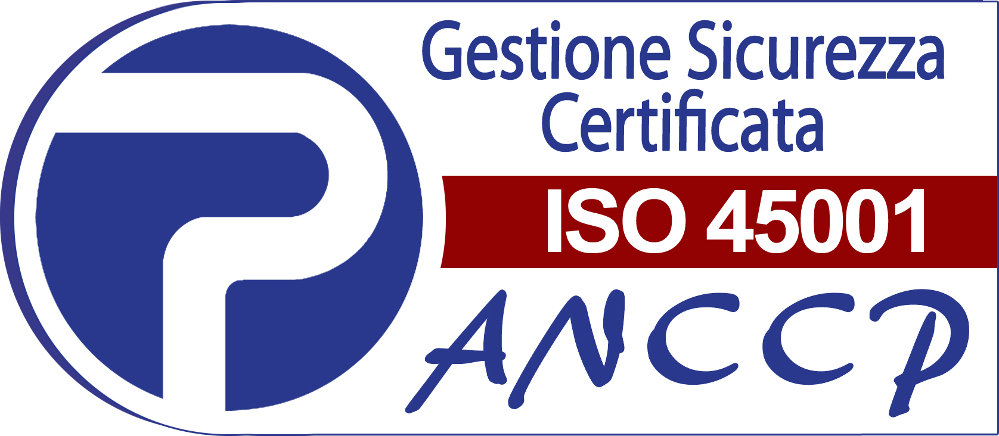 Gestione Sicurezza
Certificata
ISO 45001
ANCCP